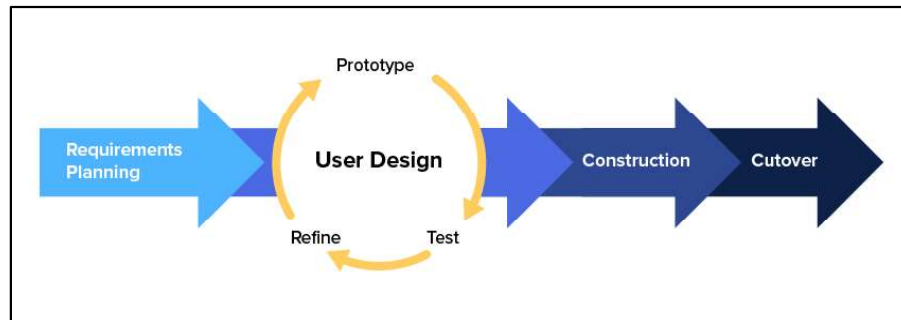 Prototype
Requirements
Planning
User Design
Construction
Cutover
Refine
Test